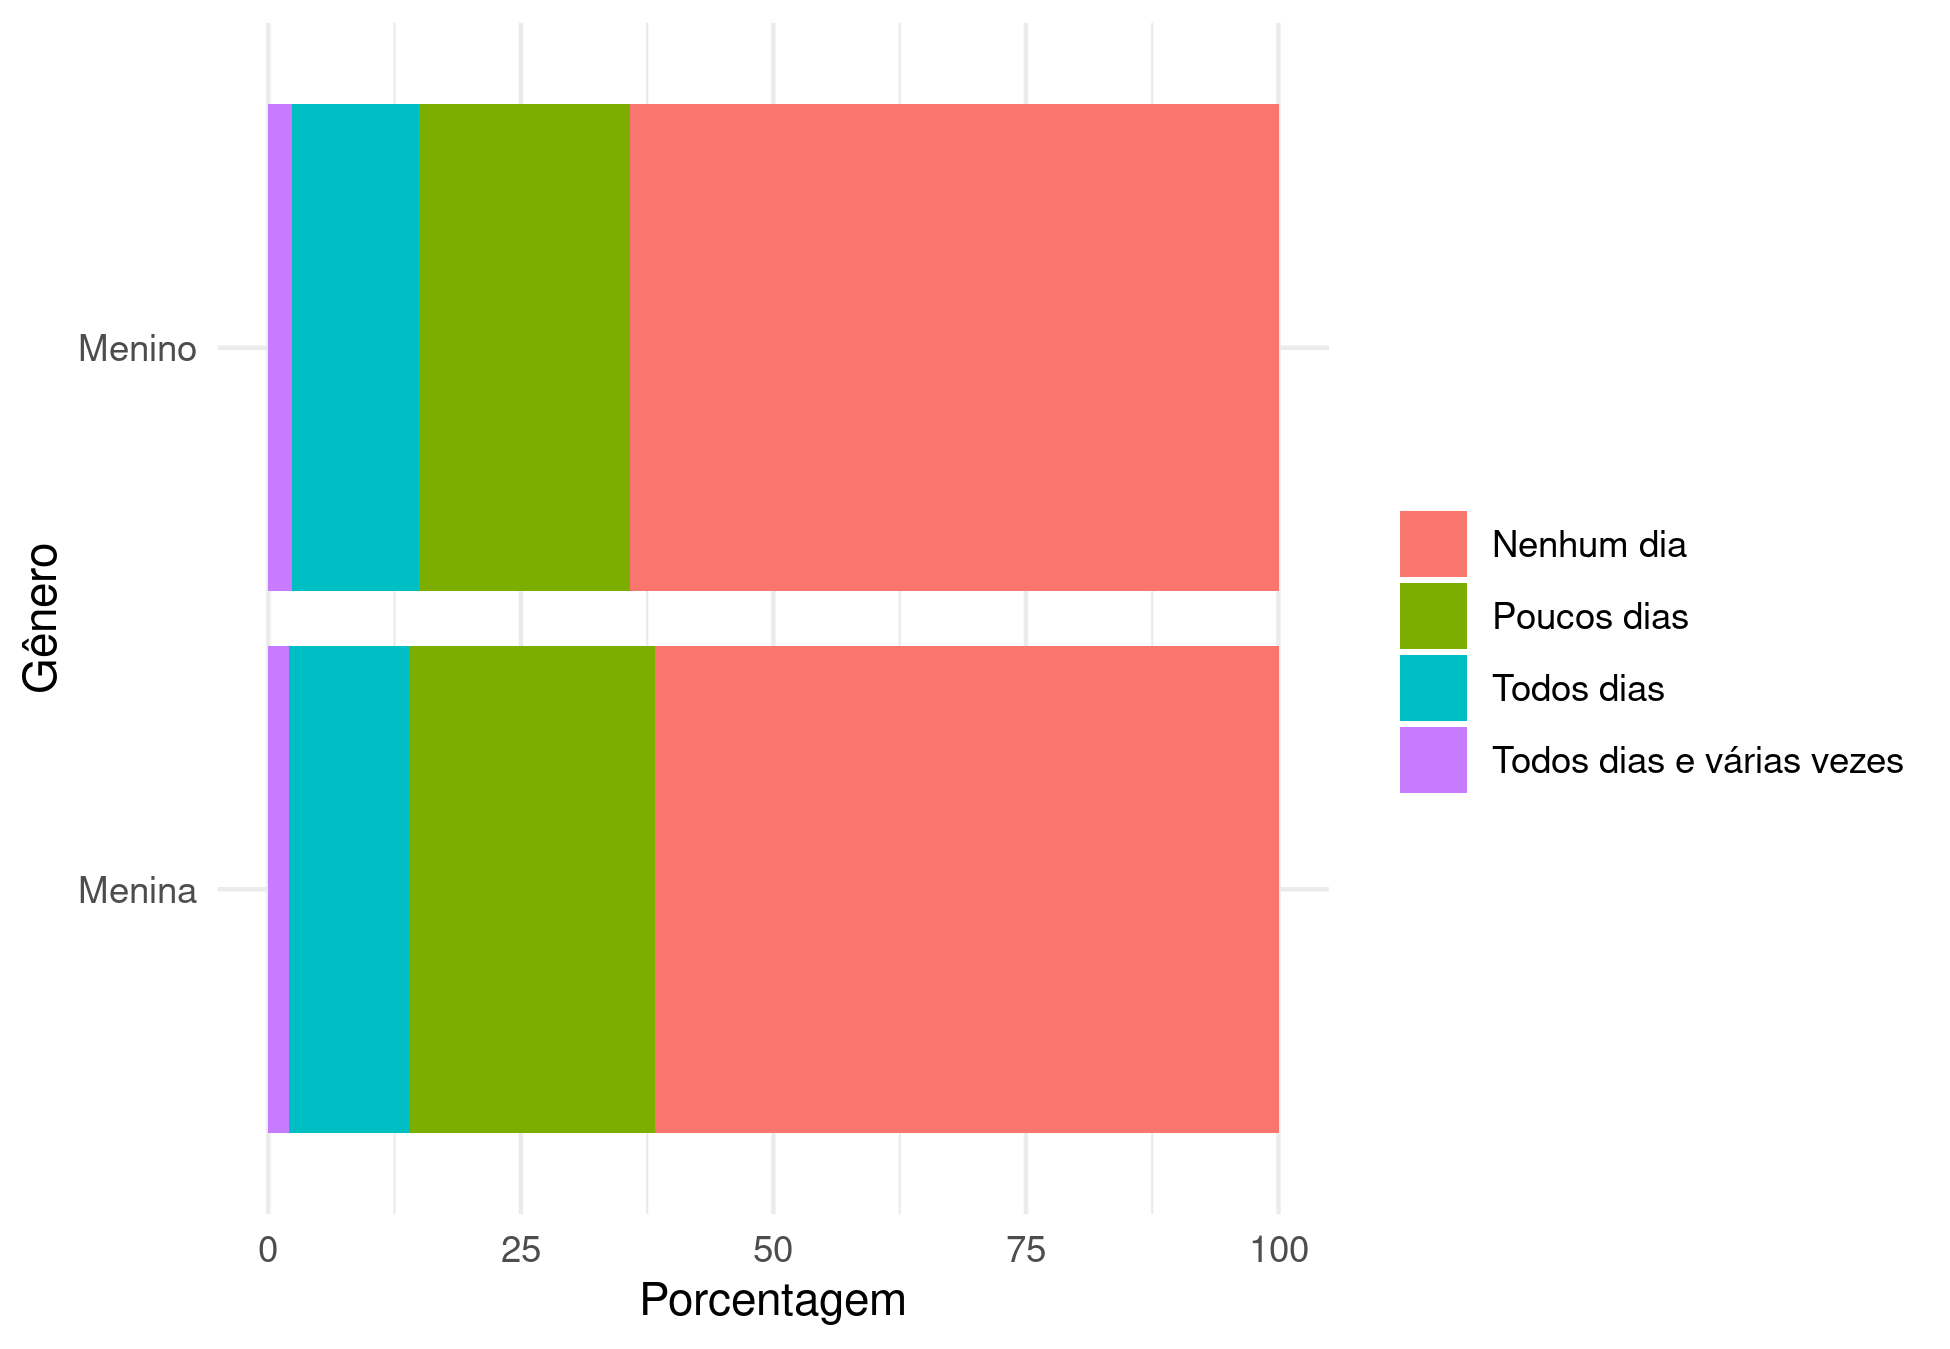 Gênero
Menino
Menina
0 25 50 75 100
Porcentagem
Nenhum dia
Poucos dias
Todos dias
Todos dias e várias vezes